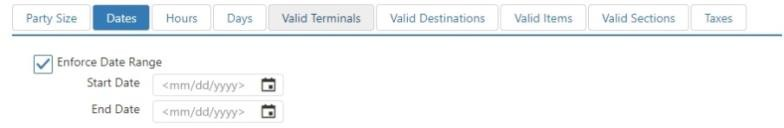 Party Size Dates Hours Days Valid Terminals Valid Destinations Valid Items Valid Sections Taxes
Enforce Date Range
Start Date <mm/dd/yyyy>
End Date <mm/dd/yyyy>